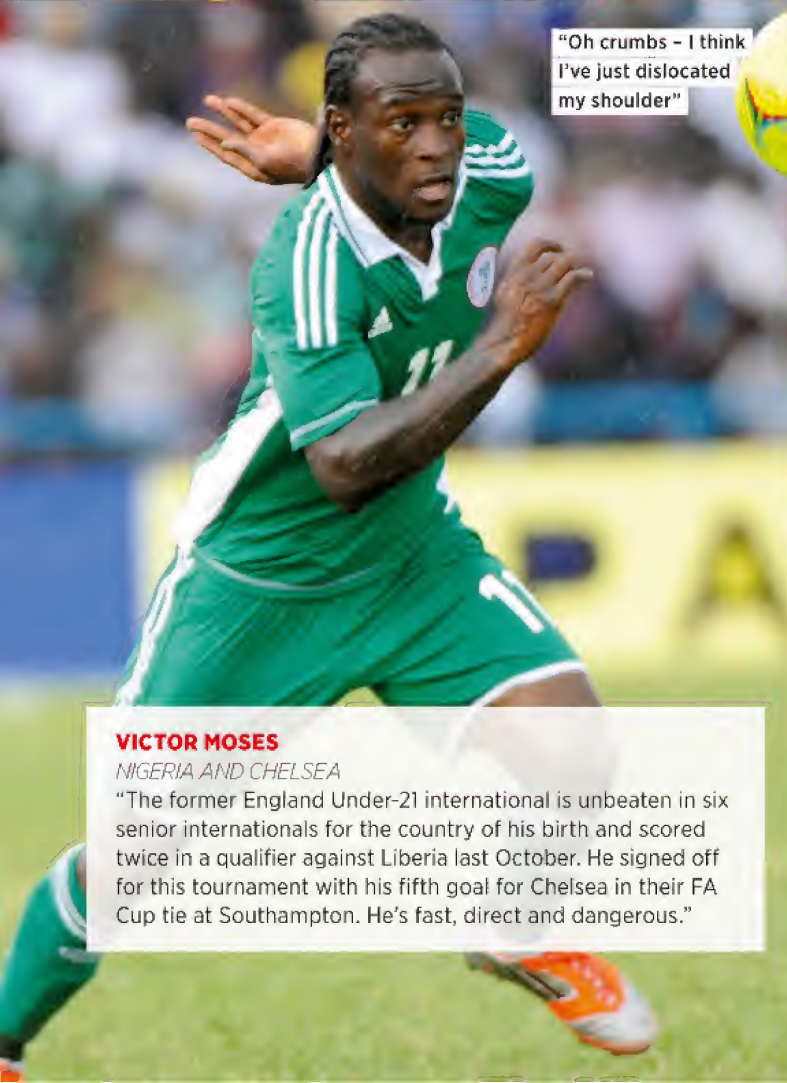 “Oh crumbs – I think
I’ve just dislocated
my shoulder”
11
11
PA
VICTOR MOSES
NIGERIA AND CHELSEA
“The former England Under-21 international is unbeaten in six
senior internationals for the country of his birth and scored
twice in a qualifier against Liberia last October. He signed off
for this tournament with his fifth goal for Chelsea in their FA
Cup tie at Southampton. He’s fast, direct and dangerous.”